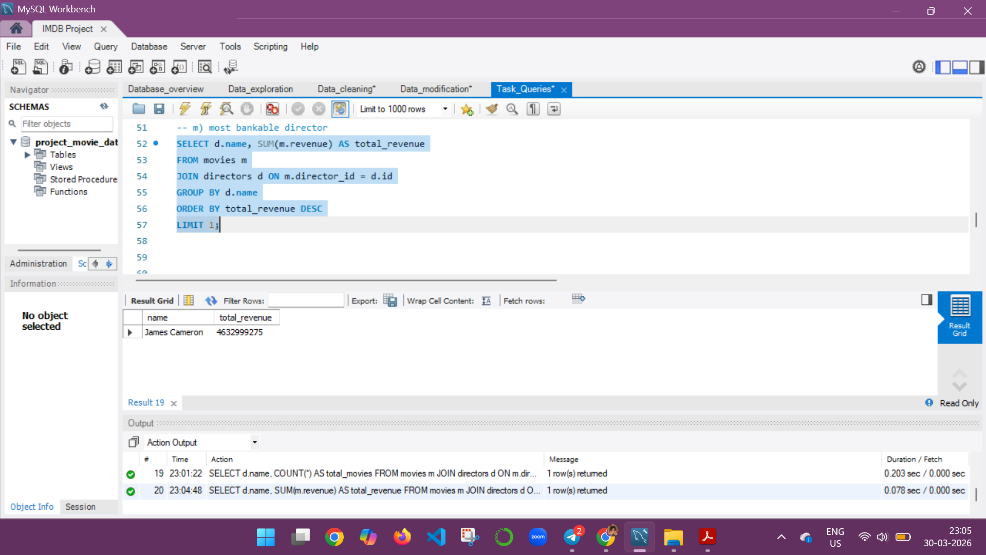 MySQL Workbench
IMDB Project
File Edit View Query Database Server Tools Scripting Help
Navigator
SCHEMAS
Filter objects
project_movie_dat
Tables
Views
Stored Procedure
Functions
Administration Sc
Information
No object
selected
Object Info Session
Database_overview Data_exploration Data_cleaning* Data_modification* Task_Queries*
Limit to 1000 rows
51 -- m) most bankable director
52 SELECT d.name, SUM(m.revenue) AS total_revenue
53 FROM movies m
54 JOIN directors d ON m.director_id = d.id
55 GROUP BY d.name
56 ORDER BY total_revenue DESC
57 LIMIT 1;
58
59
60
Result Grid Filter Rows: Export: Wrap Cell Content: Fetch rows:
name total_revenue
James Cameron 4632999275
Result
Grid
Result 19
Read Only
Output
Action Output
# Time Action Message Duration / Fetch
19 23:01:22 SELECT d.name, COUNT(*) AS total_movies FROM movies m JOIN directors d ON m.dir... 1 row(s) returned 0.203 sec / 0.000 sec
20 23:04:48 SELECT d.name, SUM(m.revenue) AS total_revenue FROM movies m JOIN directors d O... 1 row(s) returned 0.078 sec / 0.000 sec
zoom
2
ENG
US
23:05
30-03-2026